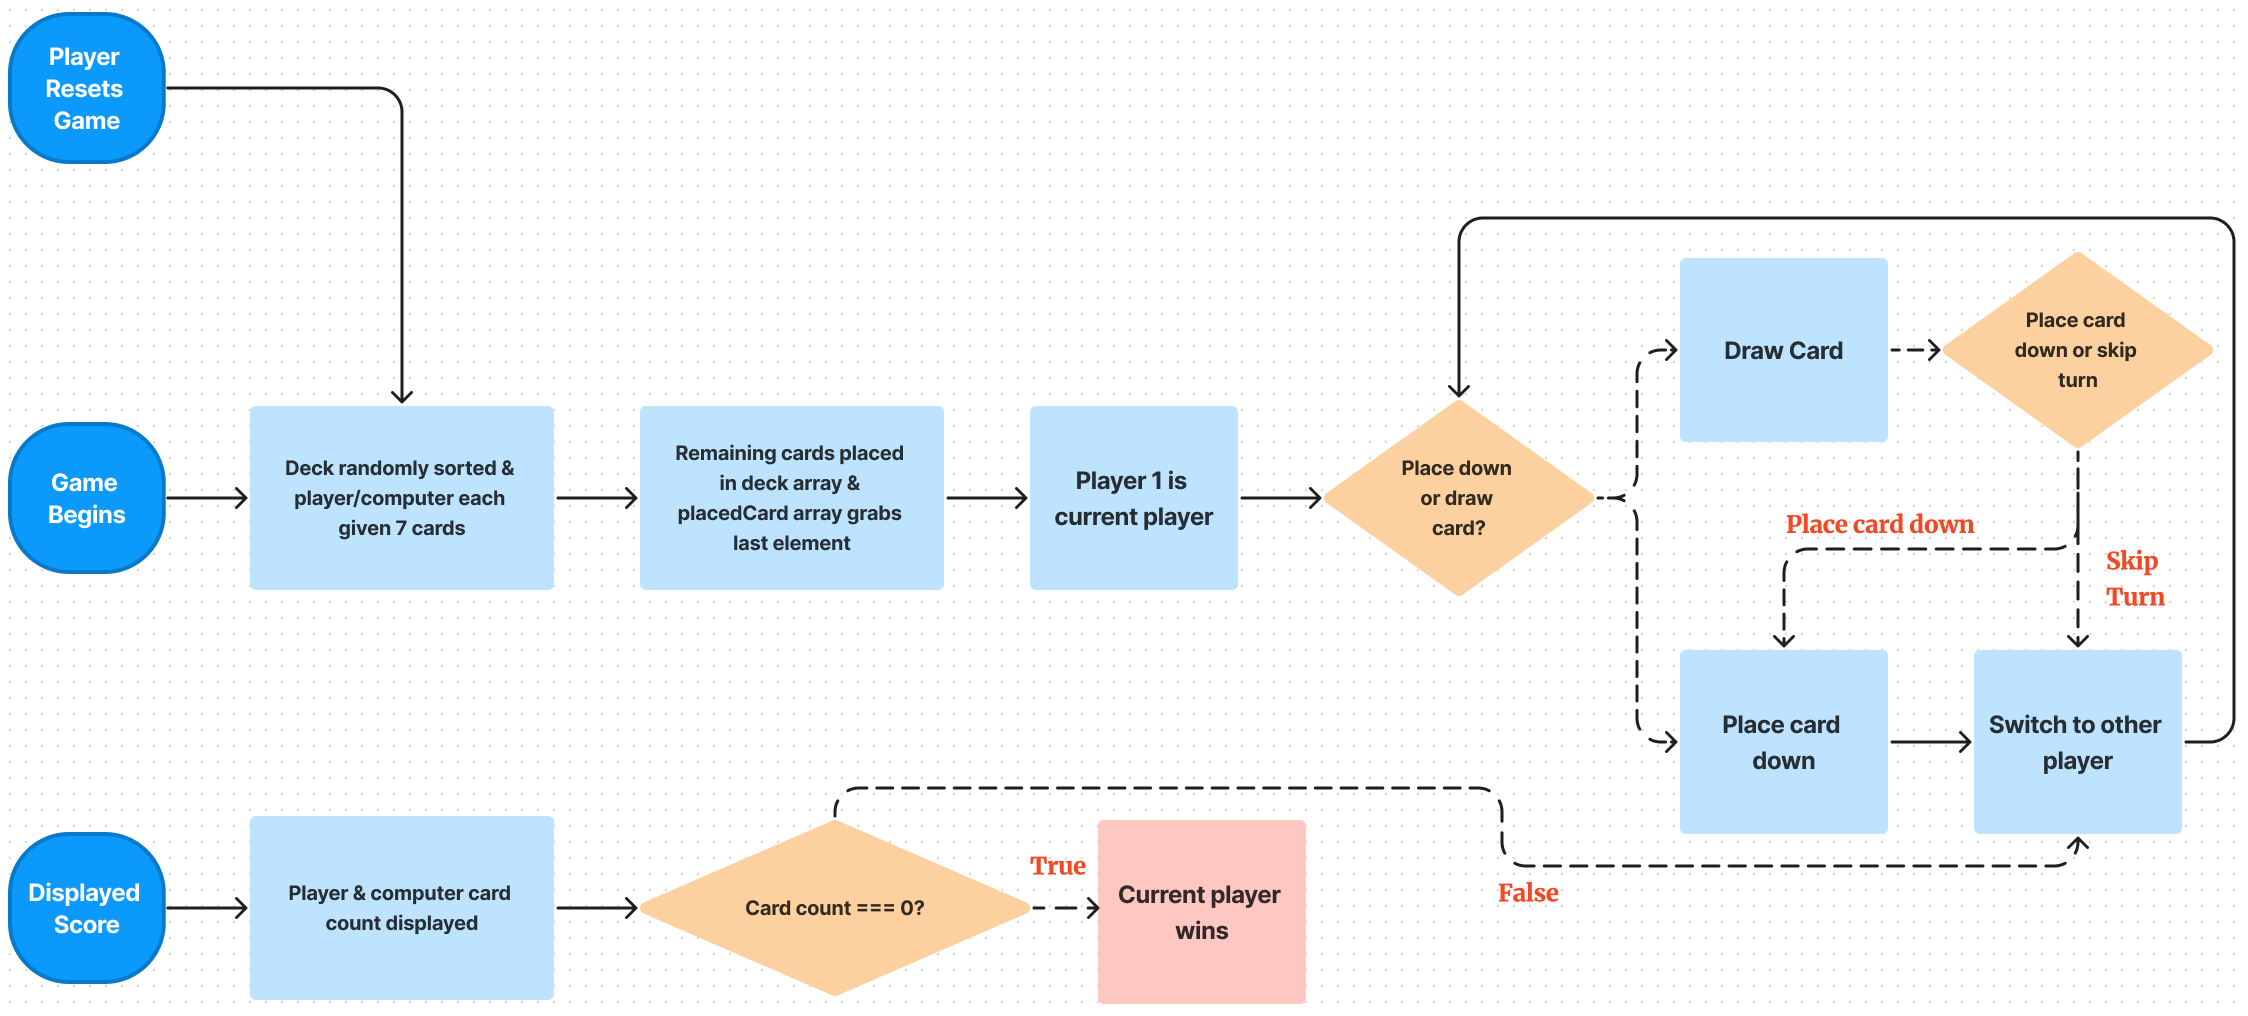 Player
Resets
Game
Draw Card
Place card
down or skip
turn
Game
Begins
Deck randomly sorted &
player/computer each
given 7 cards
Remaining cards placed
in deck array &
placedCard array grabs
last element
Player 1 is
current player
Place down
or draw
card?
Place card down
Skip
Turn
Place card
down
Switch to other
player
Displayed
Score
Player & computer card
count displayed
Card count === 0?
True
Current player
wins
False